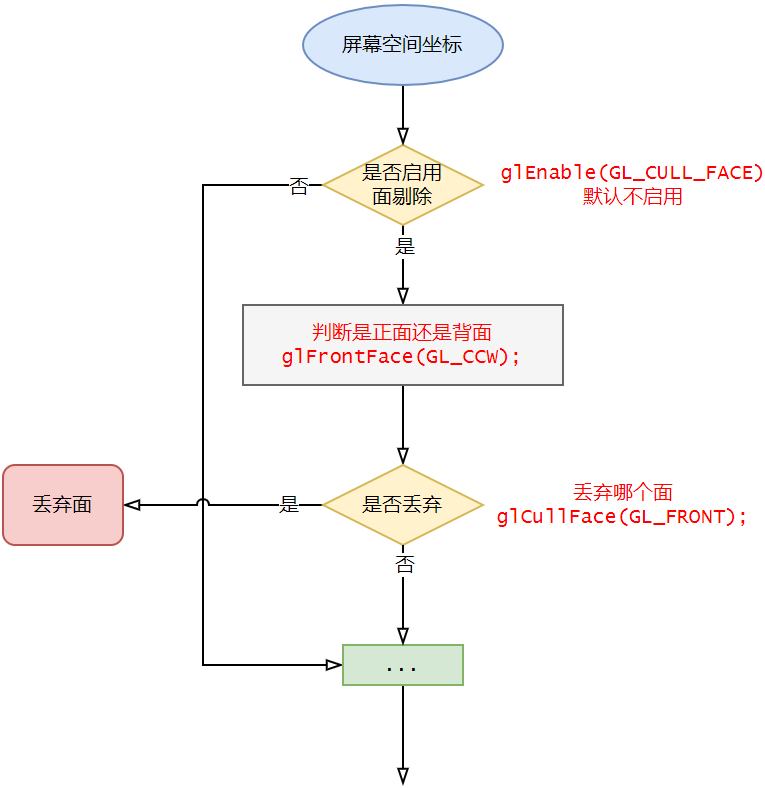 屏幕空间坐标
是否启用
面剔除
glEnable(GL_CULL_FACE)
默认不启用
否
是
判断是正面还是背面
glFrontFace(GL_CCW);
丢弃面
是
是否丢弃
丢弃哪个面
glCullFace(GL_FRONT);
否
...